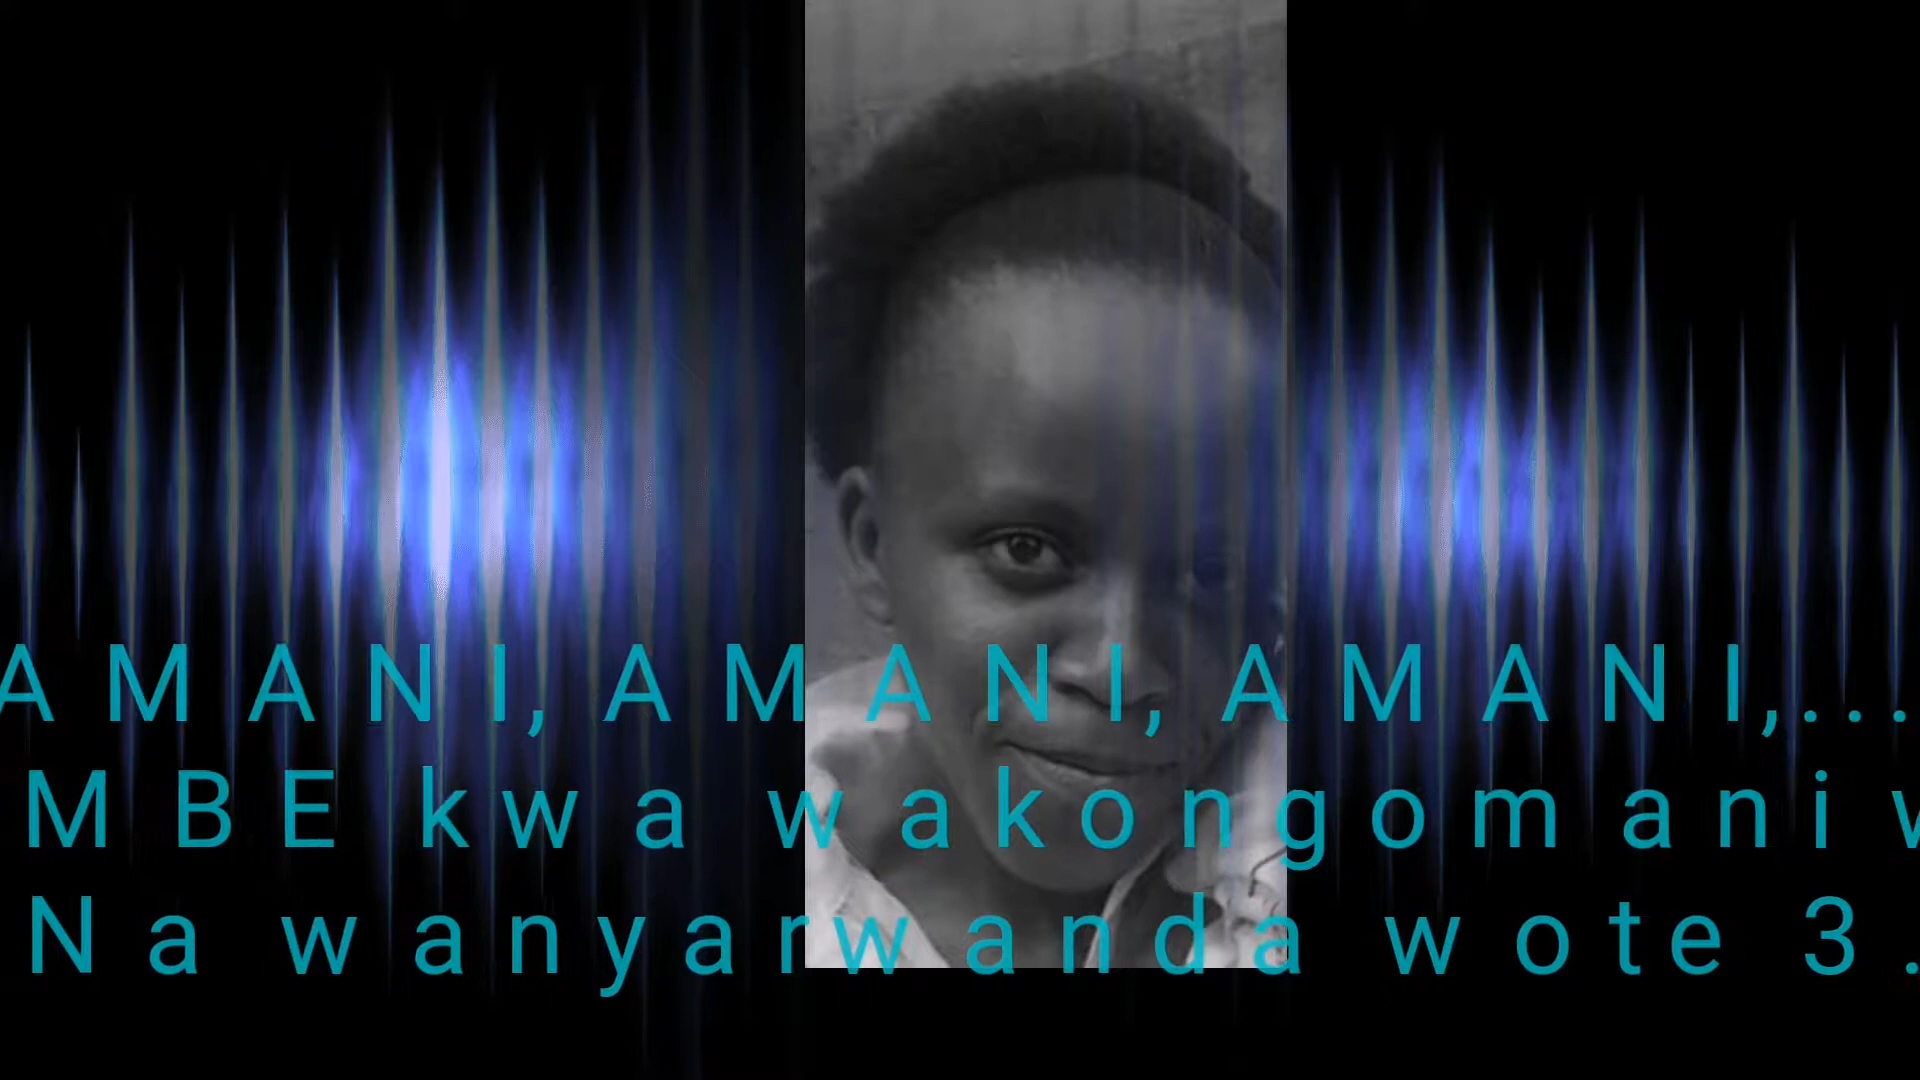 AMANI, AMANI, AMANI,....
MBE kwa wakongomani
Na wanyarwanda wote 3.